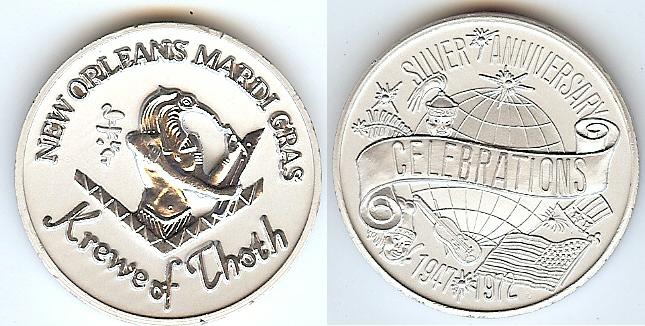 NEW ORLEANS MARDI GRAS
Krewe of Thoth
SILVER ANNIVERSARY
CELEBRATIONS
1947 1972